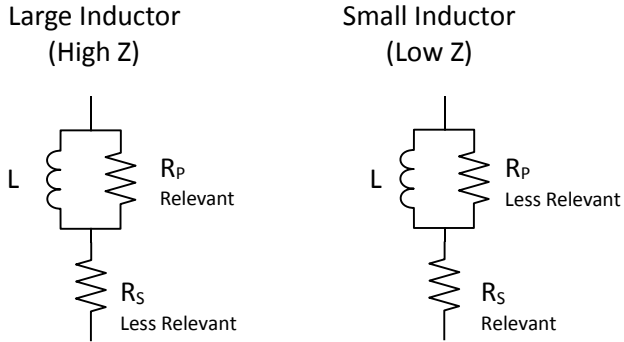 Large Inductor
(High Z)
L
RP
Relevant
RS
Less Relevant
Small Inductor
(Low Z)
L
RP
Less Relevant
RS
Relevant